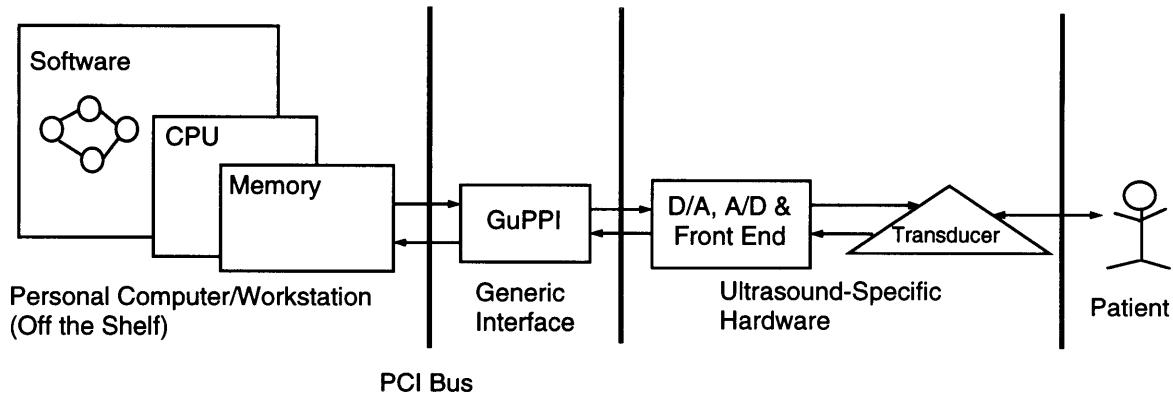 Software
CPU
Memory
GuPPI
D/A, A/D &
Front End
Transducer
Personal Computer/Workstation
(Off the Shelf)
Generic
Interface
Ultrasound-Specific
Hardware
Patient
PCI Bus